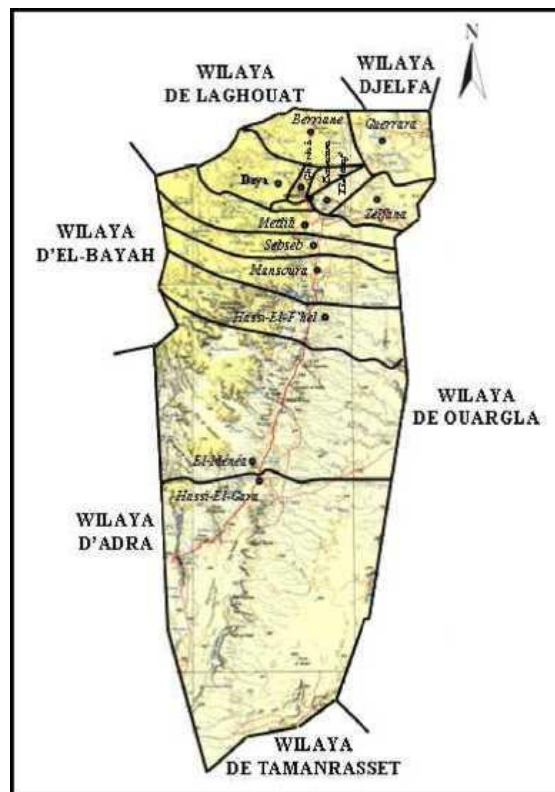 N
WILAYA
DJELFA
WILAYA
DE LAGHOUAT
Berriane
Guerrara
Daya
Zelfana
Metlili
Sebseb
Mansoura
Hassi-El-F'hel
WILAYA
D'EL-BAYAH
WILAYA
DE OUARGLA
El-Ménéa
Hassi-El-Gara
WILAYA
D'ADRA
WILAYA
DE TAMANRASSET